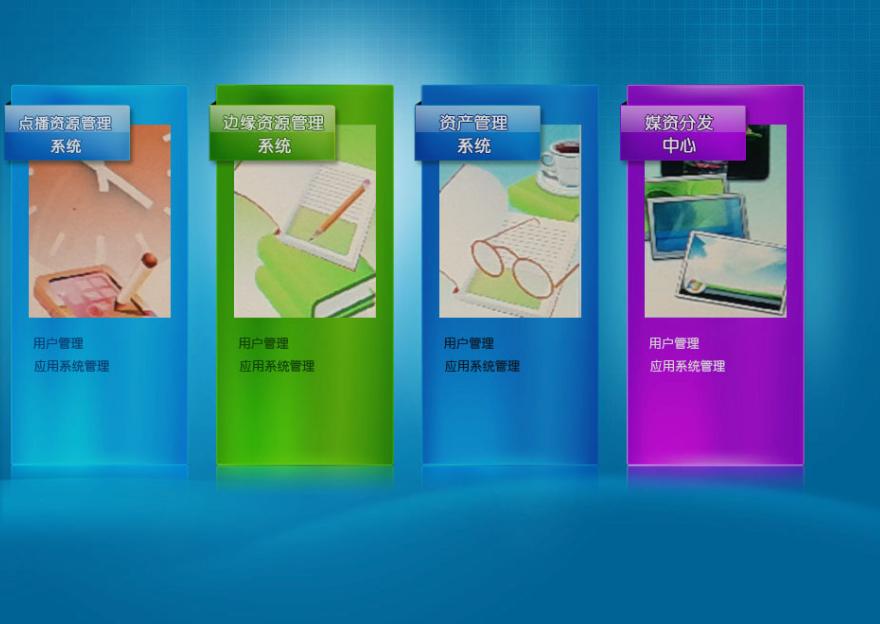 点播资源管理
系统
用户管理
应用系统管理
边缘资源管理
系统
用户管理
应用系统管理
资产管理
系统
用户管理
应用系统管理
媒资分发
中心
用户管理
应用系统管理